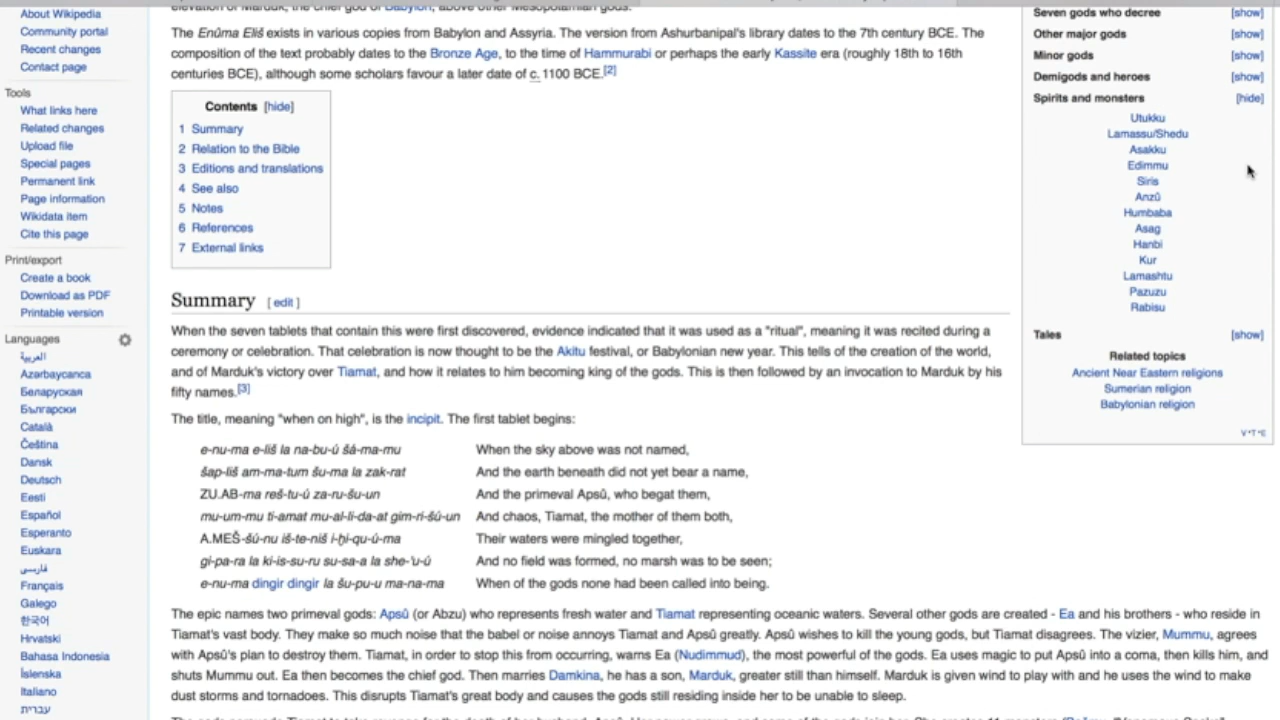 About Wikipedia
Community portal
Recent changes
Contact page
Tools
What links here
Related changes
Upload file
Special pages
Permanent link
Page information
Wikidata item
Cite this page
Print/export
Create a book
Download as PDF
Printable version
Languages
العربية
Azərbaycanca
Беларуская
Български
Català
Čeština
Dansk
Deutsch
Eesti
Español
Esperanto
Euskara
فارسی
Français
Galego
한국어
Hrvatski
Bahasa Indonesia
Íslenska
Italiano
עברית
elevation of Marduk, the chief god of Babylon, above other Mesopotamian gods.
The Enûma Eliš exists in various copies from Babylon and Assyria. The version from Ashurbanipal's library dates to the 7th century BCE. The
composition of the text probably dates to the Bronze Age, to the time of Hammurabi or perhaps the early Kassite era (roughly 18th to 16th
centuries BCE), although some scholars favour a later date of c. 1100 BCE.[2]
Contents [hide]
1 Summary
2 Relation to the Bible
3 Editions and translations
4 See also
5 Notes
6 References
7 External links
Summary [ edit ]
When the seven tablets that contain this were first discovered, evidence indicated that it was used as a "ritual", meaning it was recited during a
ceremony or celebration. That celebration is now thought to be the Akitu festival, or Babylonian new year. This tells of the creation of the world,
and of Marduk's victory over Tiamat, and how it relates to him becoming king of the gods. This is then followed by an invocation to Marduk by his
fifty names.[3]
The title, meaning "when on high", is the incipit. The first tablet begins:
e-nu-ma e-liš la na-bu-ú šá-ma-mu When the sky above was not named,
šap-liš am-ma-tum šu-ma la zak-rat And the earth beneath did not yet bear a name,
ZU.AB-ma reš-tu-ú za-ru-šu-un And the primeval Apsû, who begat them,
mu-um-mu ti-amat mu-al-li-da-at gim-ri-šú-un And chaos, Tiamat, the mother of them both,
A.MEŠ-šú-nu iš-te-niš i-ḫi-qu-ú-ma Their waters were mingled together,
gi-pa-ra la ki-is-su-ru su-sa-a la she-'u-ú And no field was formed, no marsh was to be seen;
e-nu-ma dingir dingir la šu-pu-u ma-na-ma When of the gods none had been called into being.
The epic names two primeval gods: Apsû (or Abzu) who represents fresh water and Tiamat representing oceanic waters. Several other gods are created - Ea and his brothers - who reside in
Tiamat's vast body. They make so much noise that the babel or noise annoys Tiamat and Apsû greatly. Apsû wishes to kill the young gods, but Tiamat disagrees. The vizier, Mummu, agrees
with Apsû's plan to destroy them. Tiamat, in order to stop this from occurring, warns Ea (Nudimmud), the most powerful of the gods. Ea uses magic to put Apsû into a coma, then kills him, and
shuts Mummu out. Ea then becomes the chief god. Then marries Damkina, he has a son, Marduk, greater still than himself. Marduk is given wind to play with and he uses the wind to make
dust storms and tornadoes. This disrupts Tiamat's great body and causes the gods still residing inside her to be unable to sleep.
Seven gods who decree [show]
Other major gods [show]
Minor gods [show]
Demigods and heroes [show]
Spirits and monsters [hide]
Utukku
Lamassu/Shedu
Asakku
Edimmu
Siris
Anzû
Humbaba
Asag
Hanbi
Kur
Lamashtu
Pazuzu
Rabisu
Tales [show]
Related topics
Ancient Near Eastern religions
Sumerian religion
Babylonian religion
V · T · E